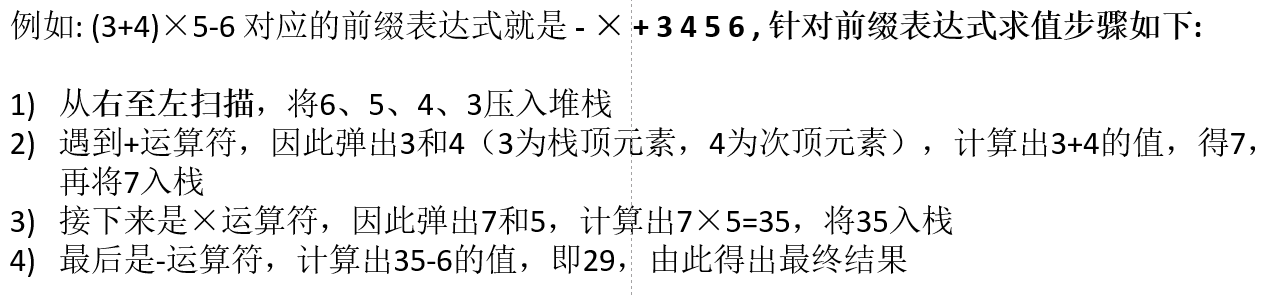 例如: (3+4)×5-6 对应的前缀表达式就是 - × + 3 4 5 6 , 针对前缀表达式求值步骤如下:
1) 从右至左扫描，将6、5、4、3压入堆栈
2) 遇到+运算符，因此弹出3和4（3为栈顶元素，4为次顶元素），计算出3+4的值，得7，
再将7入栈
3) 接下来是×运算符，因此弹出7和5，计算出7×5=35，将35入栈
4) 最后是-运算符，计算出35-6的值，即29，由此得出最终结果